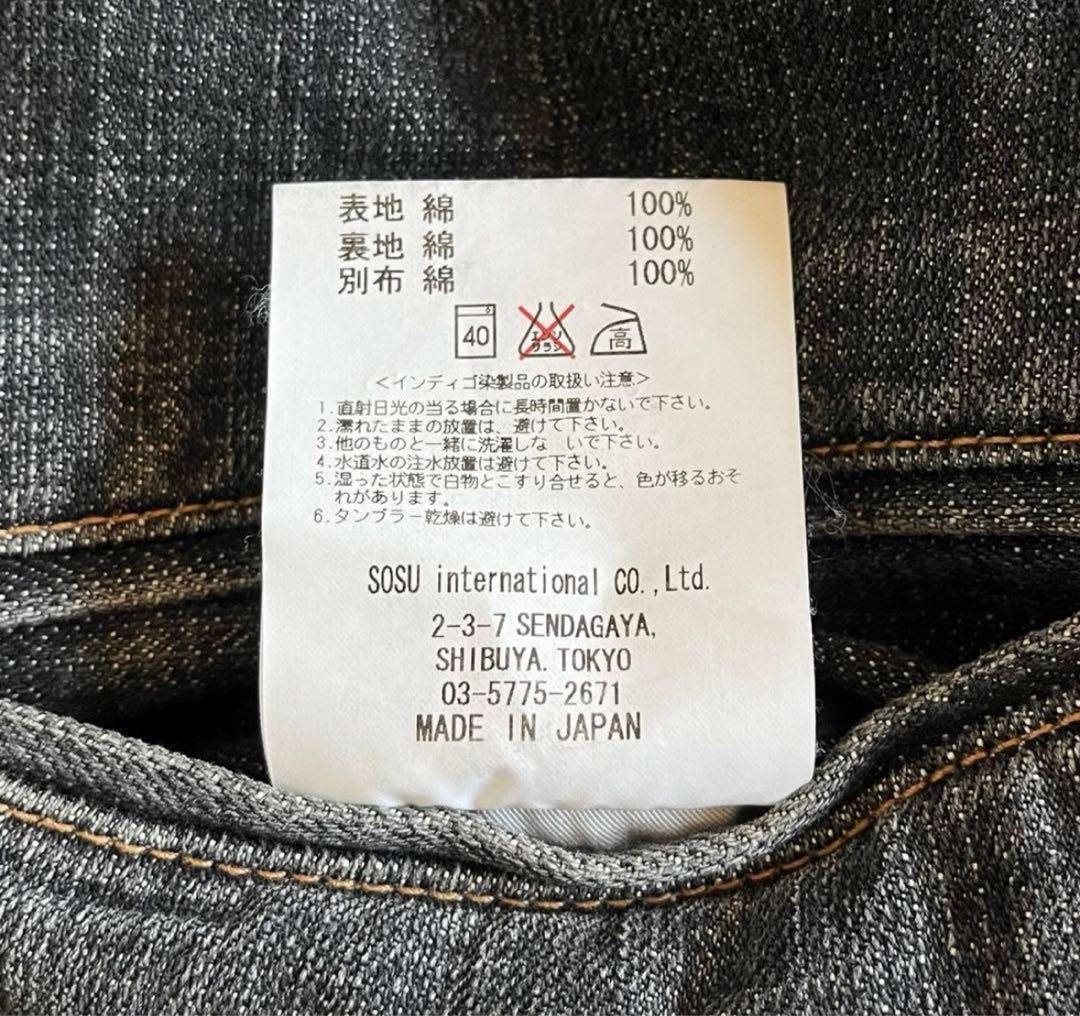 表地 綿 100%
裏地 綿 100%
別布 綿 100%
40 エンソ サラシ 高
<インディゴ染製品の取扱い注意>
1.直射日光の当る場合に長時間置かないで下さい。
2.濡れたままの放置は、避けて下さい。
3.他のものと一緒に洗濯しな いで下さい。
4.水道水の注水放置は避けて下さい。
5.湿った状態で白物とこすり合せると、色が移るおそ
れがあります。
6.タンブラー乾燥は避けて下さい。
SOSU international CO.,Ltd.
2-3-7 SENDAGAYA,
SHIBUYA. TOKYO
03-5775-2671
MADE IN JAPAN